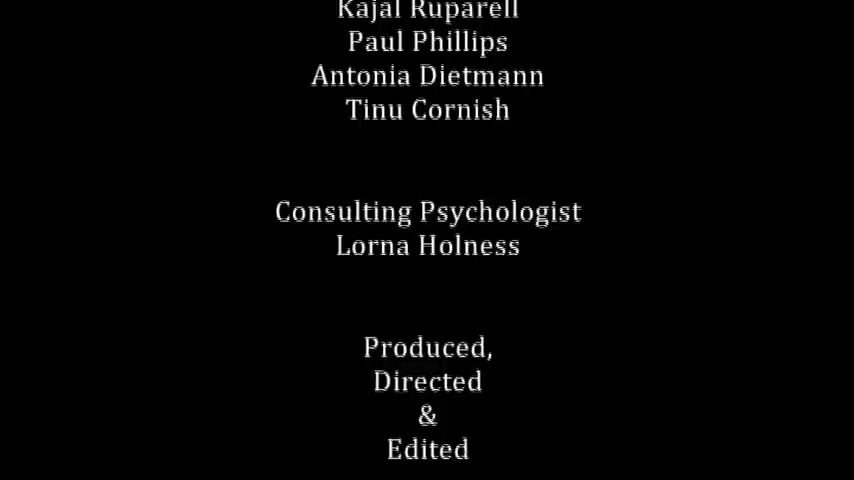 Kajal Ruparell
Paul Phillips
Antonia Dietmann
Tinu Cornish
Consulting Psychologist
Lorna Holness
Produced,
Directed
&
Edited